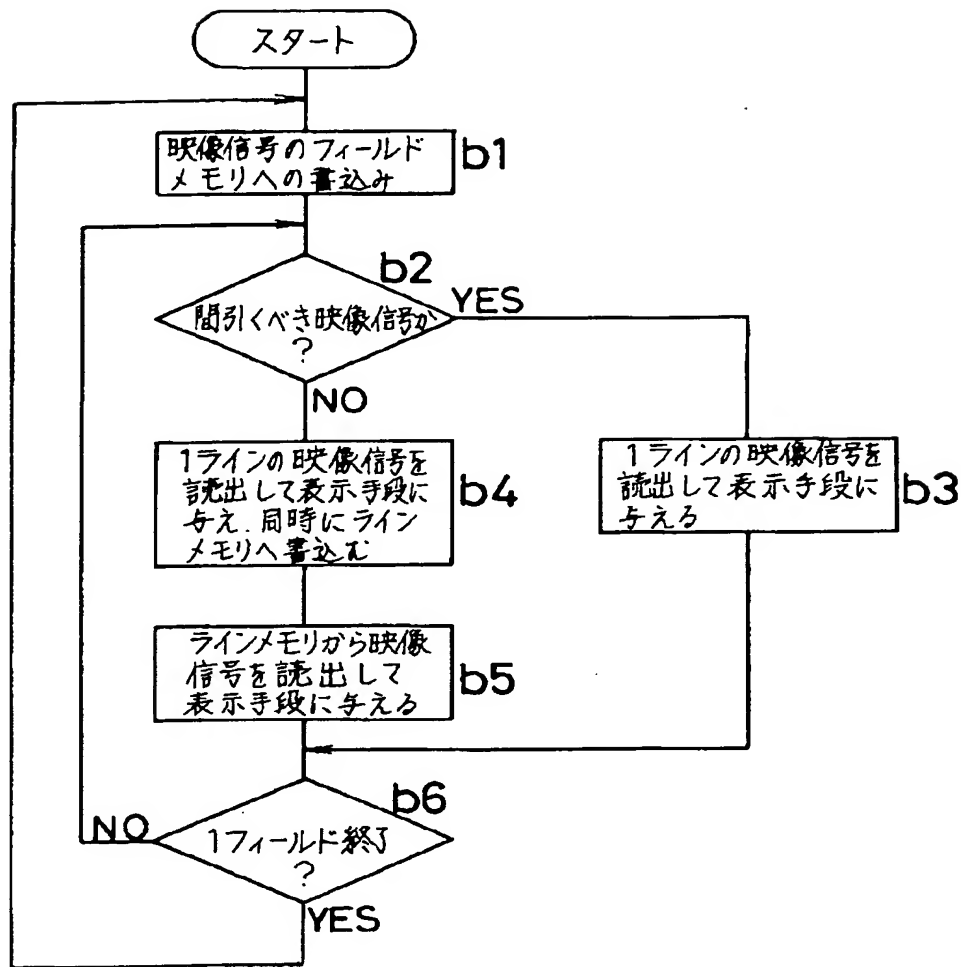 スタート
映像信号のフィールド
メモリへの書込み
b1
b2
間引くべき映像信号か
?
YES
NO
1ラインの映像信号を
読出して表示手段に
与え、同時にライン
メモリへ書込む
b4
1ラインの映像信号を
読出して表示手段に
与える
b3
ラインメモリから映像
信号を読出して
表示手段に与える
b5
b6
1フィールド終了
?
NO
YES